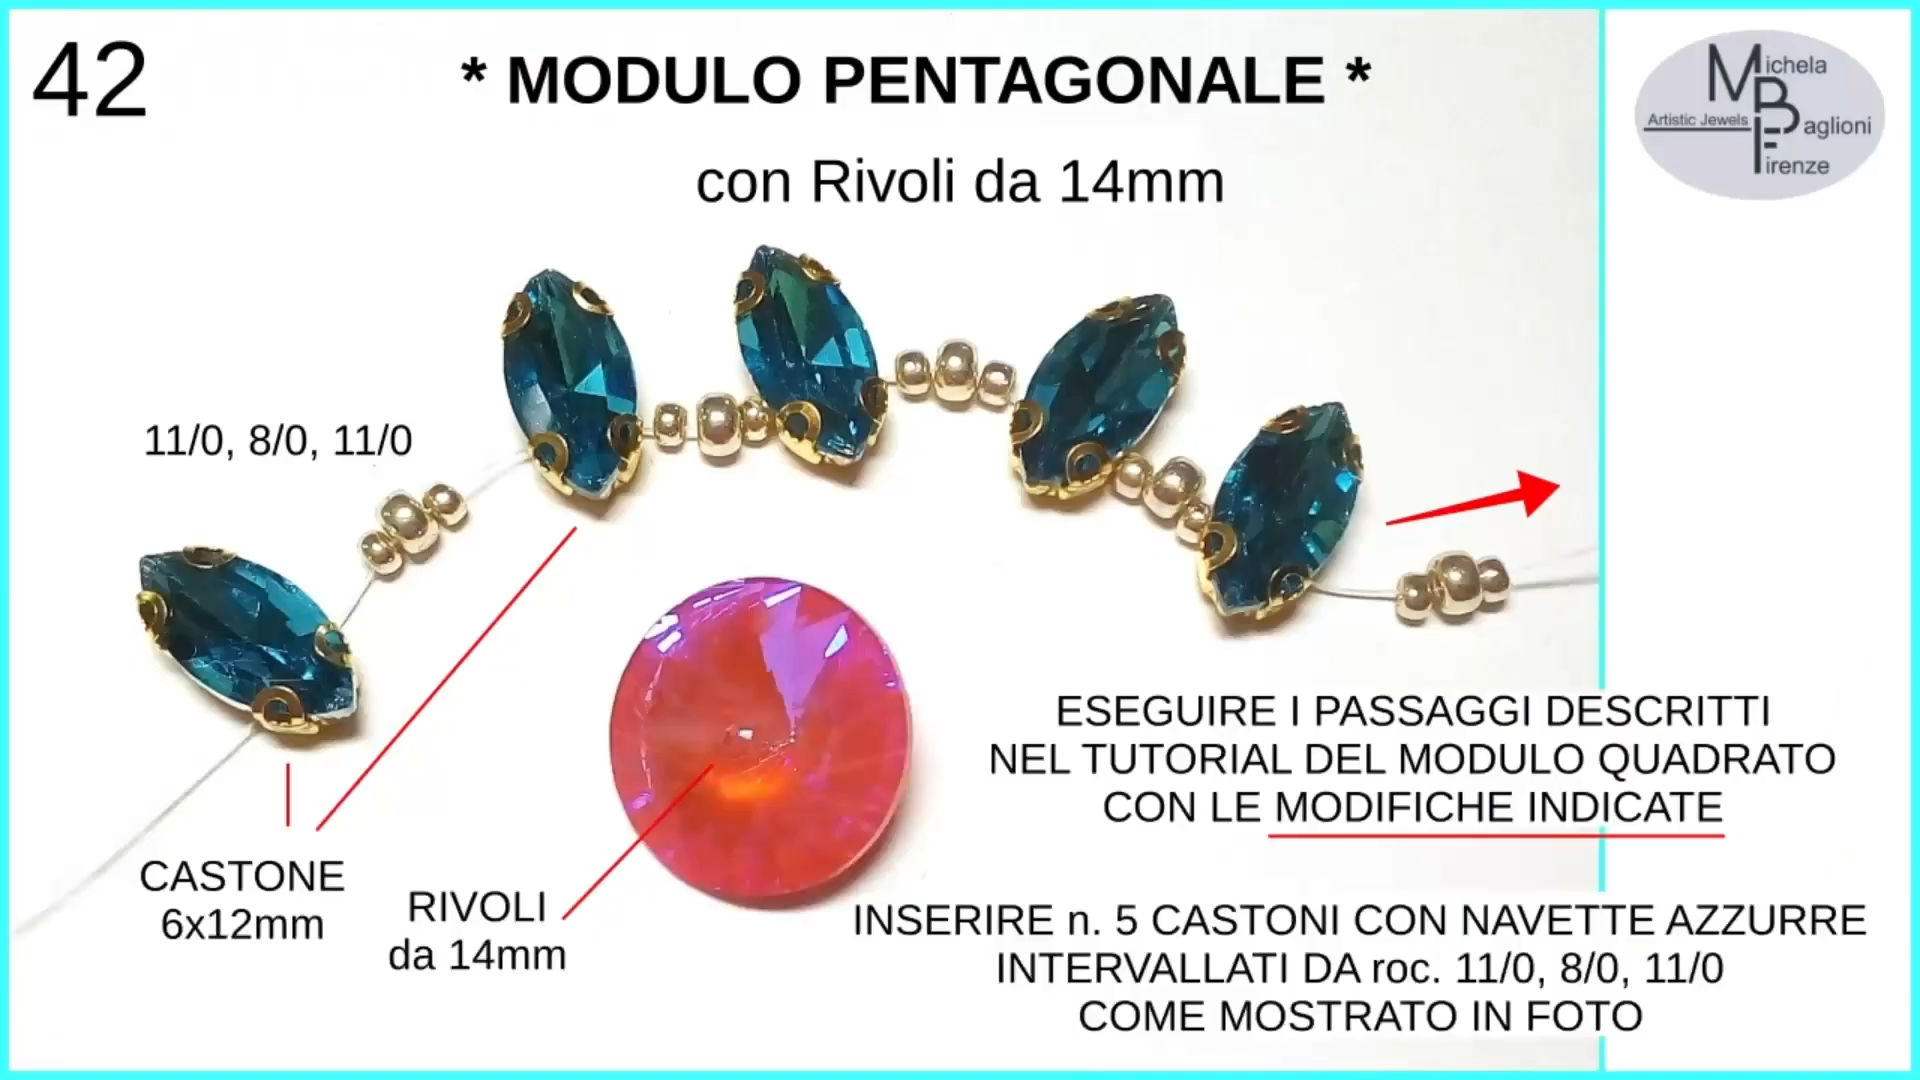 42
* MODULO PENTAGONALE *
con Rivoli da 14mm
Michela
Artistic Jewels Baglioni
Firenze
11/0, 8/0, 11/0
CASTONE
6x12mm
RIVOLI
da 14mm
ESEGUIRE I PASSAGGI DESCRITTI
NEL TUTORIAL DEL MODULO QUADRATO
CON LE MODIFICHE INDICATE
INSERIRE n. 5 CASTONI CON NAVETTE AZZURRE
INTERVALLATI DA roc. 11/0, 8/0, 11/0
COME MOSTRATO IN FOTO